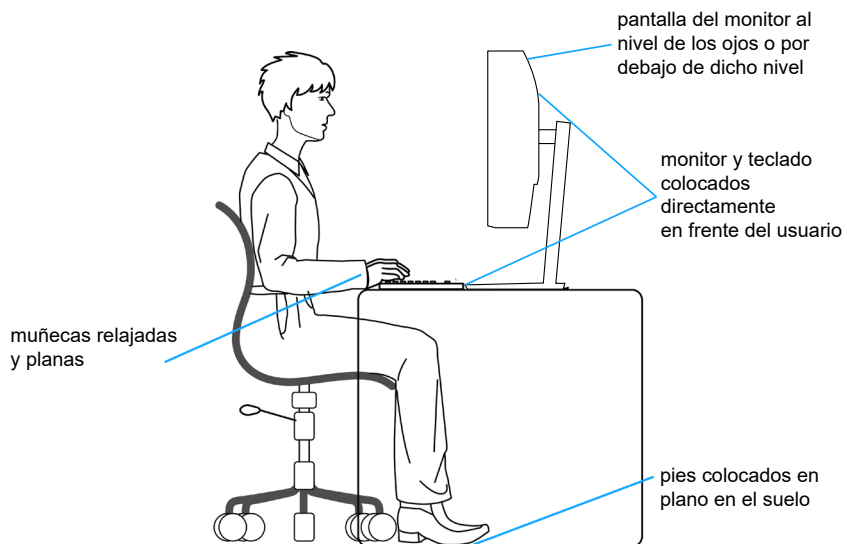 pantalla del monitor al
nivel de los ojos o por
debajo de dicho nivel
monitor y teclado
colocados
directamente
en frente del usuario
muñecas relajadas
y planas
pies colocados en
plano en el suelo